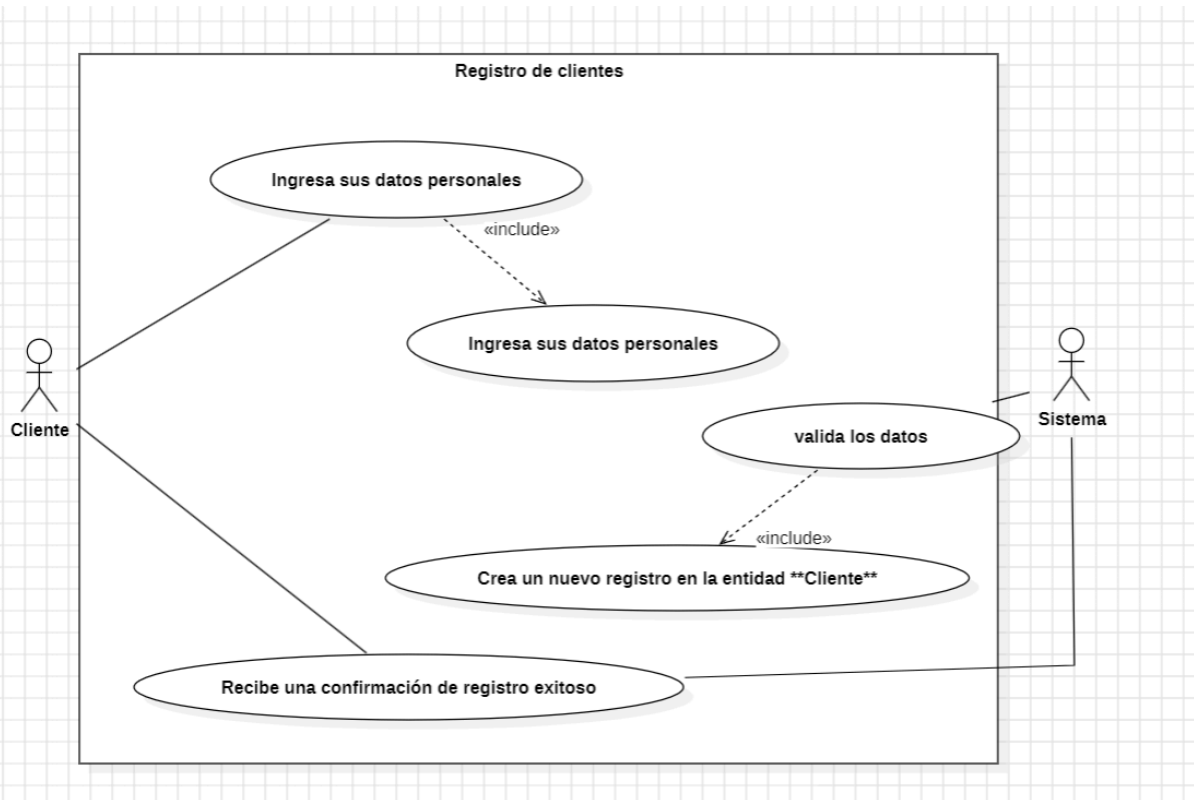 Registro de clientes
Ingresa sus datos personales
«include»
Ingresa sus datos personales
Cliente
Sistema
valida los datos
«include»
Crea un nuevo registro en la entidad **Cliente**
Recibe una confirmación de registro exitoso